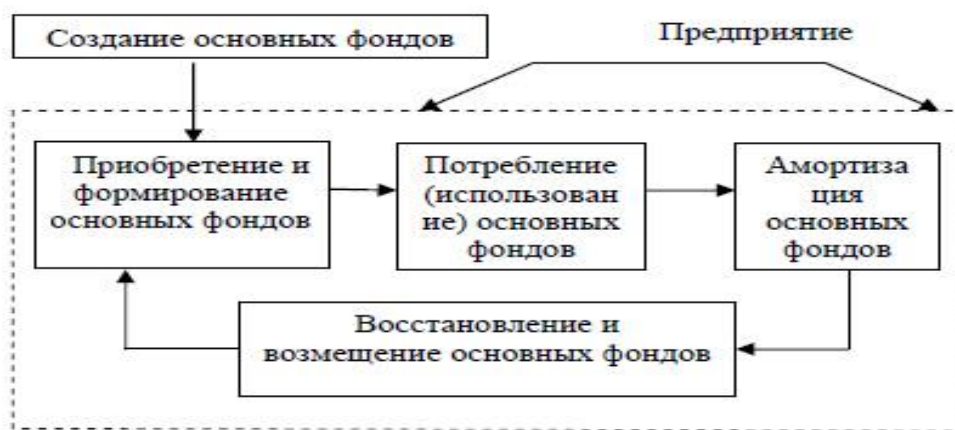 Создание основных фондов
Предприятие
Приобретение и
формирование
основных фондов
Потребление
(использован
ие) основных
фондов
Амортиза
ция
основных
фондов
Восстановление и
возмещение основных фондов